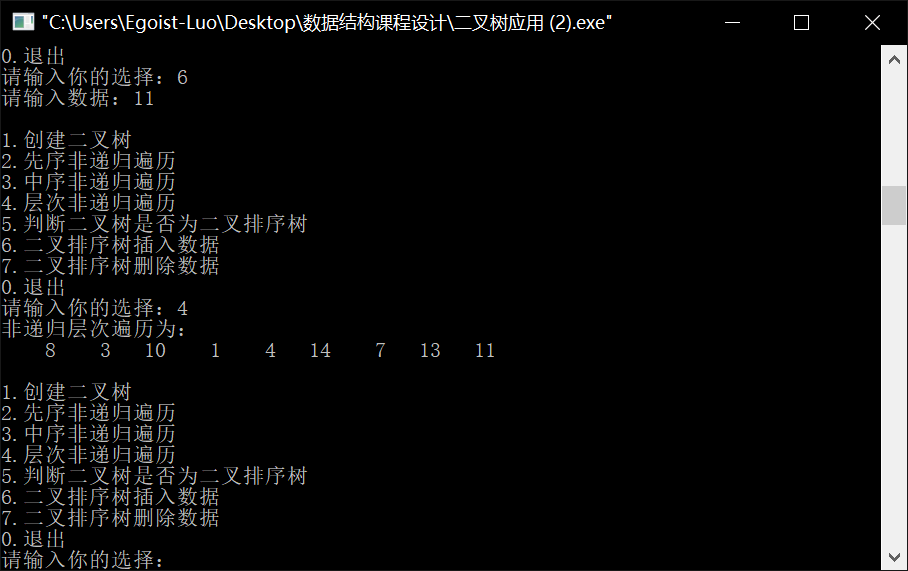 "C:\Users\Egoist-Luo\Desktop\数据结构课程设计\二叉树应用 (2).exe"
0.退出
请输入你的选择：6
请输入数据：11
1.创建二叉树
2.先序非递归遍历
3.中序非递归遍历
4.层次非递归遍历
5.判断二叉树是否为二叉排序树
6.二叉排序树插入数据
7.二叉排序树删除数据
0.退出
请输入你的选择：4
非递归层次遍历为：
8 3 10 1 4 14 7 13 11
1.创建二叉树
2.先序非递归遍历
3.中序非递归遍历
4.层次非递归遍历
5.判断二叉树是否为二叉排序树
6.二叉排序树插入数据
7.二叉排序树删除数据
0.退出
请输入你的选择：